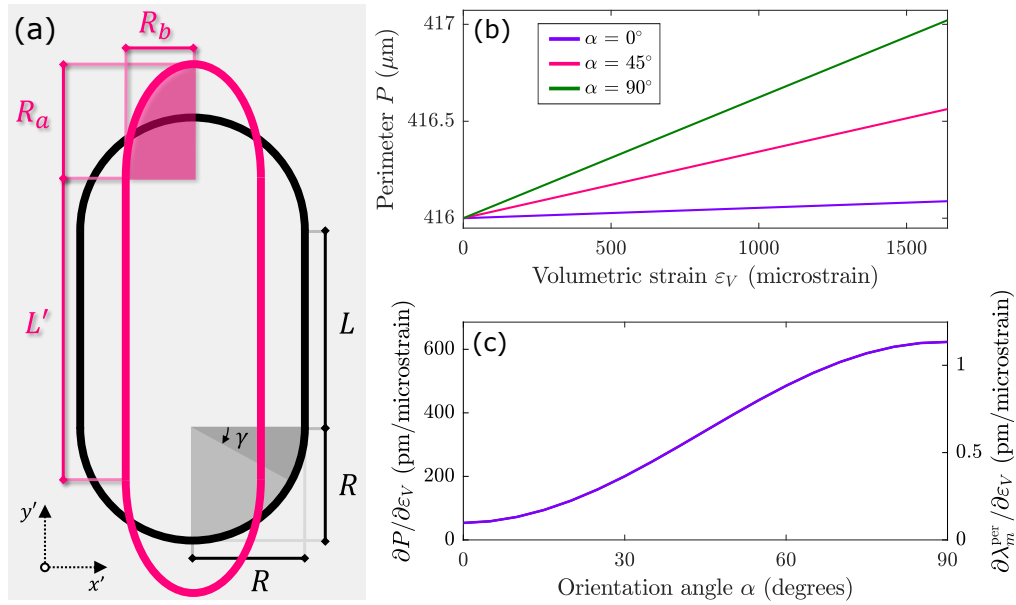 (a)
R_b
R_a
L′
L
γ
R
R
y′
x′
(b)
α = 0°
α = 45°
α = 90°
Perimeter P (μm)
417
416.5
416
0
500
1000
1500
Volumetric strain ε_V (microstrain)
(c)
∂P/∂ε_V (pm/microstrain)
600
400
200
0
0
30
60
90
Orientation angle α (degrees)
1
0.5
0
∂λ_m^per/∂ε_V (pm/microstrain)